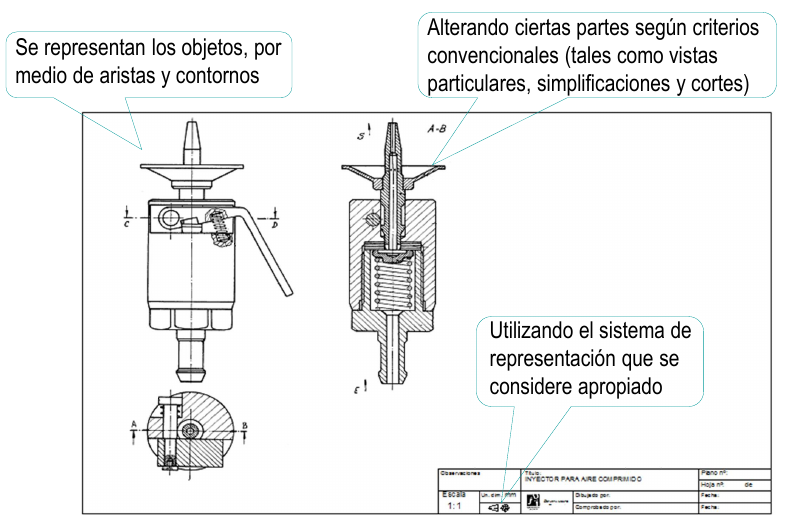 Se representan los objetos, por
medio de aristas y contornos
Alterando ciertas partes según criterios
convencionales (tales como vistas
particulares, simplificaciones y cortes)
S
A-B
C
D
Utilizando el sistema de
representación que se
considere apropiado
E
A
B
Observaciones
Título:
INYECTOR PARA AIRE COMPRIMIDO
Plano nº:
Hoja nº: de
Escala
1:1
Un. dim. mm
Dibujado por:
Fecha:
Comprobado por:
Fecha: